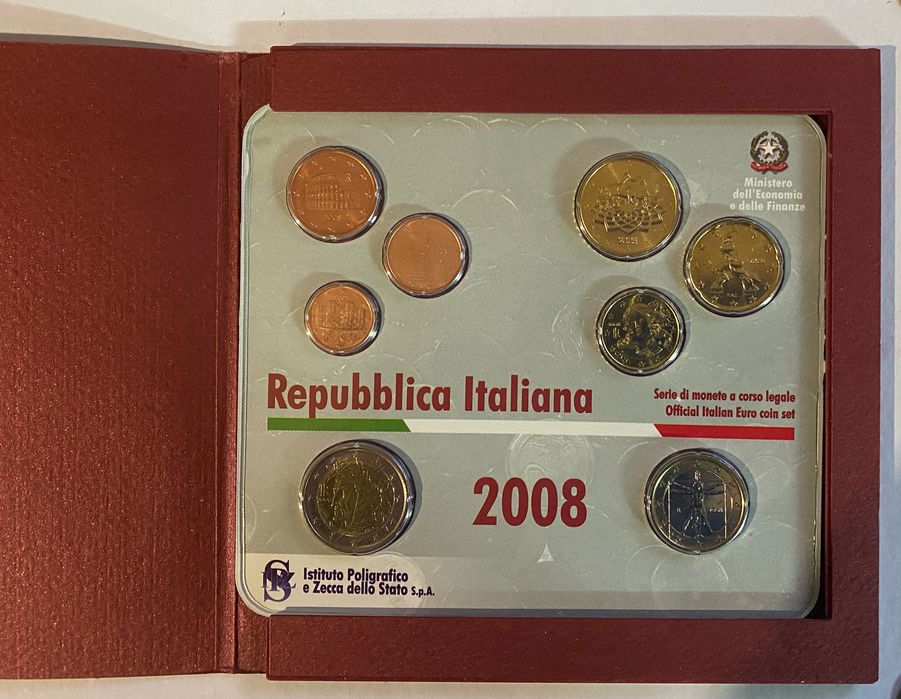 Ministero
dell'Economia
e delle Finanze
Repubblica Italiana
Serie di monete a corso legale
Official Italian Euro coin set
2008
Istituto Poligrafico
e Zecca dello Stato S.p.A.